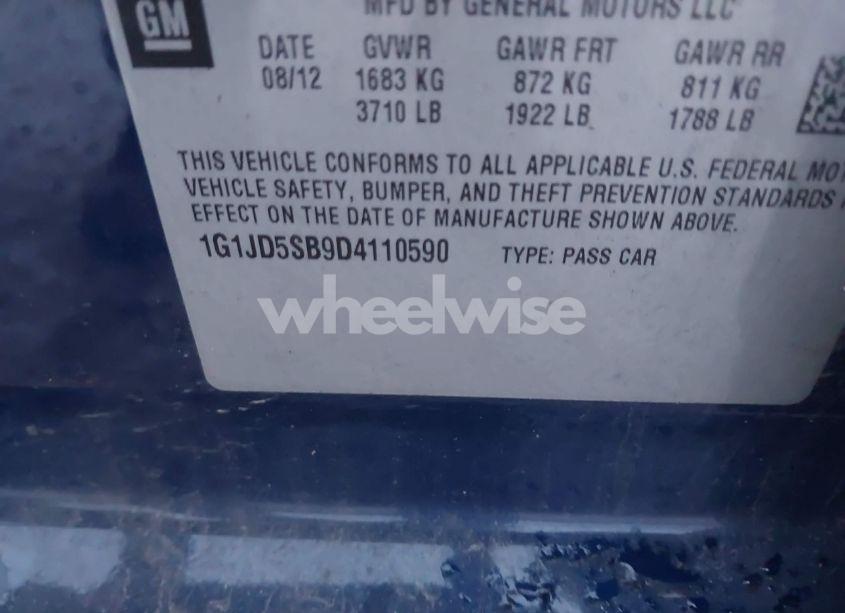 GM
MFD BY GENERAL MOTORS LLC
DATE GVWR GAWR FRT GAWR RR
08/12 1683 KG 872 KG 811 KG
3710 LB 1922 LB 1788 LB
THIS VEHICLE CONFORMS TO ALL APPLICABLE U.S. FEDERAL MOT
VEHICLE SAFETY, BUMPER, AND THEFT PREVENTION STANDARDS
EFFECT ON THE DATE OF MANUFACTURE SHOWN ABOVE.
1G1JD5SB9D4110590 TYPE: PASS CAR
wheelwise